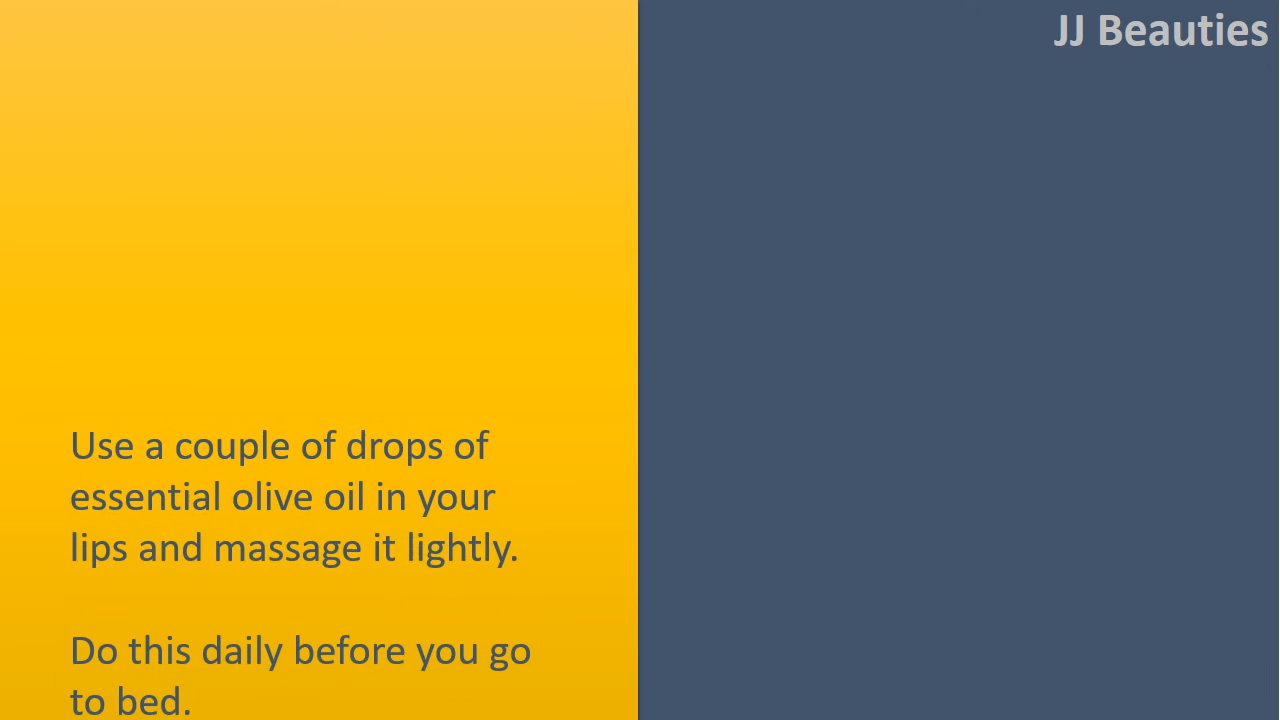 JJ Beauties
Use a couple of drops of
essential olive oil in your
lips and massage it lightly.
Do this daily before you go
to bed.